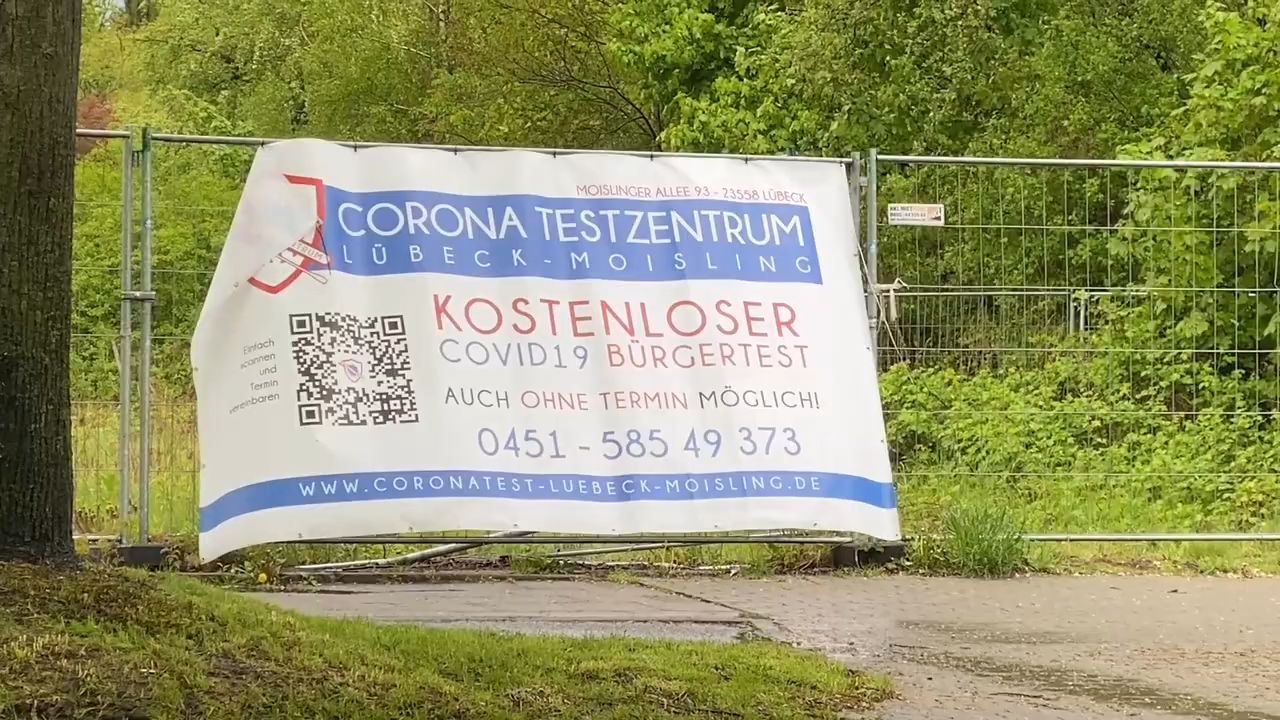 MOISLINGER ALLEE 93 - 23558 LÜBECK
CORONA TESTZENTRUM
LÜBECK-MOISLING
TRUM
KOSTENLOSER
COVID19 BÜRGERTEST
Einfach
scannen
und
Termin
vereinbaren
AUCH OHNE TERMIN MÖGLICH!
0451 - 585 49 373
WWW.CORONATEST-LUEBECK-MOISLING.DE